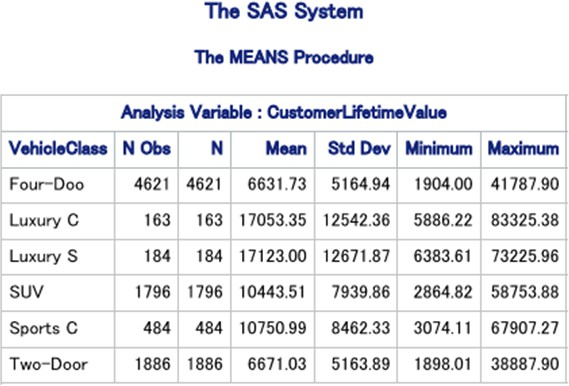 The SAS System
The MEANS Procedure
Analysis Variable : CustomerLifetimeValue
VehicleClass N Obs N Mean Std Dev Minimum Maximum
Four-Doo 4621 4621 6631.73 5164.94 1904.00 41787.90
Luxury C 163 163 17053.35 12542.36 5886.22 83325.38
Luxury S 184 184 17123.00 12671.87 6383.61 73225.96
SUV 1796 1796 10443.51 7939.86 2864.82 58753.88
Sports C 484 484 10750.99 8462.33 3074.11 67907.27
Two-Door 1886 1886 6671.03 5163.89 1898.01 38887.90